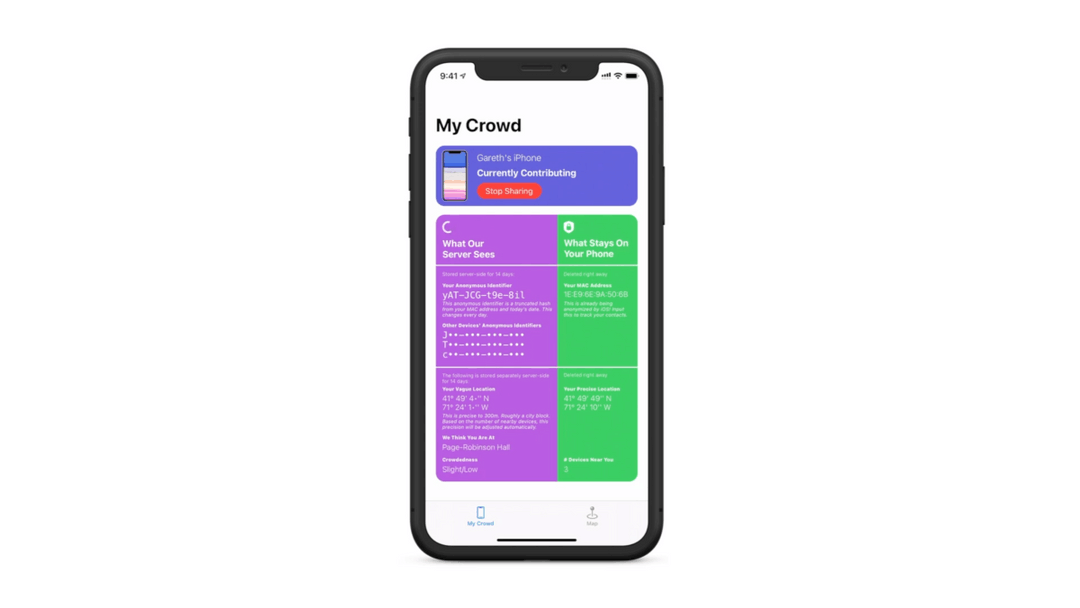 9:41
My Crowd
Gareth's iPhone
Currently Contributing
Stop Sharing
What Our
Server Sees
What Stays On
Your Phone
Stored server-side for 14 days.
Deleted right away
Your Anonymous Identifier
yAT-JCG-t9e-8il
This anonymous identifier is a truncated hash
from your MAC address and today's date. This
changes every day.
Your MAC Address
1E:E9:6E:9A:50:6B
This is already being
anonymized by iOS!
this to track your contacts.
Other Devices' Anonymous Identifiers
J••-•••-•••-•••
T••-•••-•••-•••
c••-•••-•••-•••
The following is stored separately server-side
for 14 days.
Deleted right away
Your Vague Location
41° 49' 4-'' N
71° 24' 1-'' W
This is precise to 300m. Roughly a city block.
Based on the number of nearby devices, this
precision will be adjusted automatically.
Your Precise Location
41° 49' 49'' N
71° 24' 10'' W
We Think You Are At
Page-Robinson Hall
Crowdedness
Slight/Low
# Devices Near You
3
My Crowd
Map